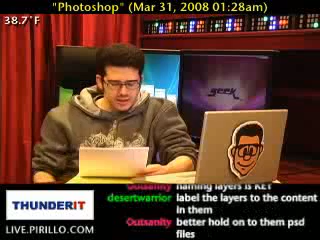 "Photoshop" (Mar 31, 2008 01:28am)
38.7°F
geek
Outsanity naming layers is KEY
desertwarrior label the layers to the content
in them
Outsanity better hold on to them psd
files
THUNDERIT
LIVE.PIRILLO.COM